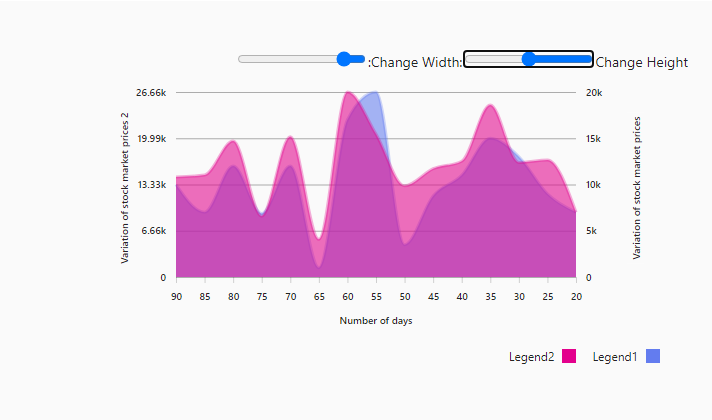 :Change Width: Change Height
26.66k
19.99k
13.33k
6.66k
0
Variation of stock market prices 2
20k
15k
10k
5k
0
Variation of stock market prices
90 85 80 75 70 65 60 55 50 45 40 35 30 25 20
Number of days
Legend2 Legend1